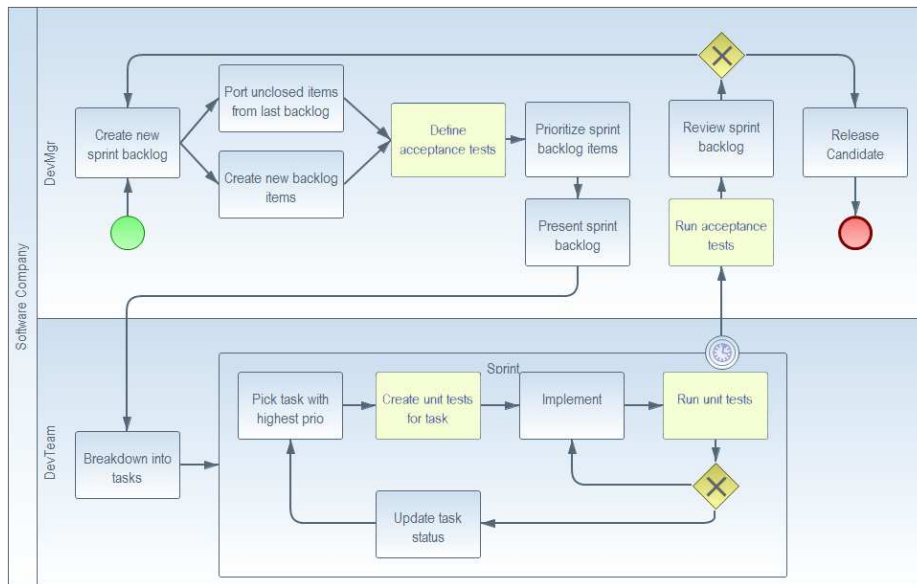 Software Company
DevMgr
Create new
sprint backlog
Port unclosed items
from last backlog
Create new backlog
items
Define
acceptance tests
Prioritize sprint
backlog items
Present sprint
backlog
Review sprint
backlog
Run acceptance
tests
Release
Candidate
DevTeam
Breakdown into
tasks
Sprint
Pick task with
highest prio
Create unit tests
for task
Implement
Run unit tests
Update task
status